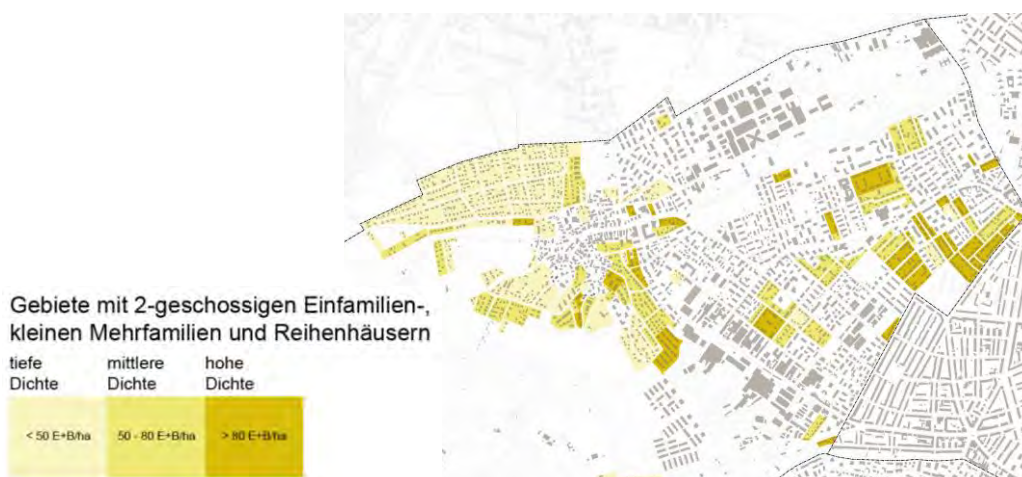 Gebiete mit 2-geschossigen Einfamilien-,
kleinen Mehrfamilien und Reihenhäusern
tiefe Dichte
mittlere Dichte
hohe Dichte
< 50 E+B/ha
50 - 80 E+B/ha
> 80 E+B/ha